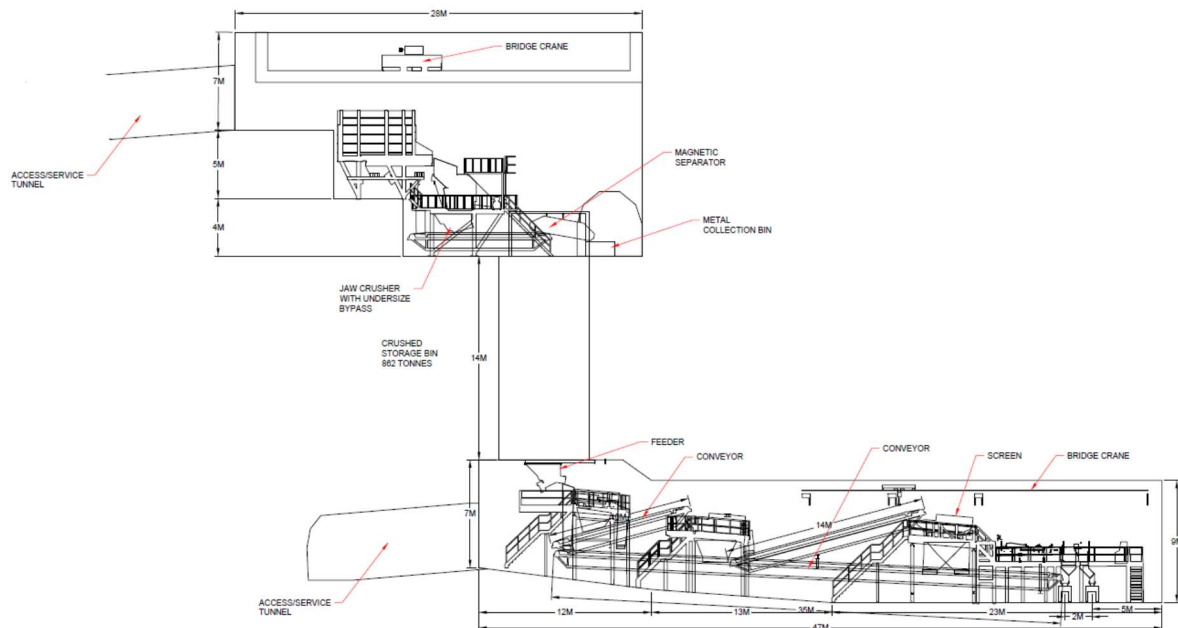 28M
BRIDGE CRANE
7M
ACCESS/SERVICE
TUNNEL
5M
MAGNETIC
SEPARATOR
4M
METAL
COLLECTION BIN
JAW CRUSHER
WITH UNDERSIZE
BYPASS
CRUSHED
STORAGE BIN
862 TONNES
14M
FEEDER
CONVEYOR
CONVEYOR
SCREEN
BRIDGE CRANE
7M
14M
9M
ACCESS/SERVICE
TUNNEL
12M
13M
35M
23M
2M
5M
47M